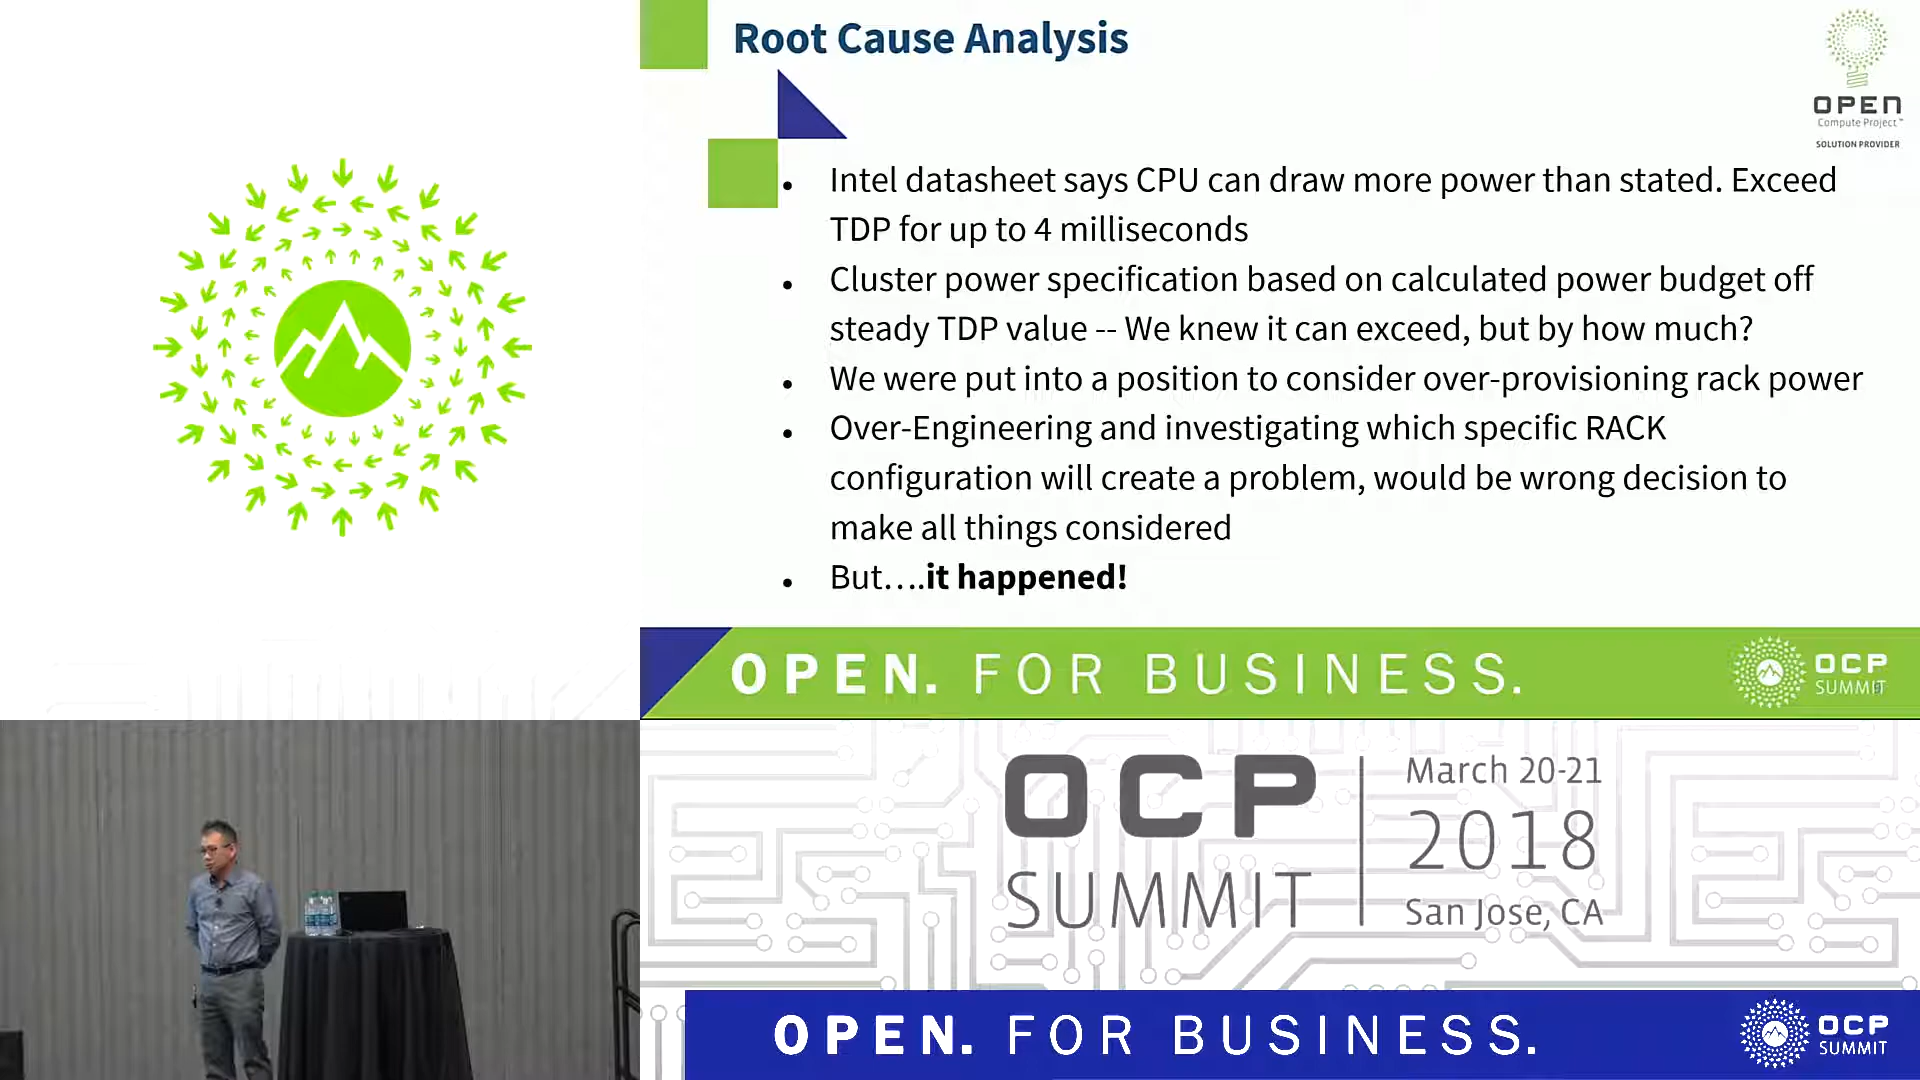 Root Cause Analysis
OPEN
Compute Project™
SOLUTION PROVIDER
• Intel datasheet says CPU can draw more power than stated. Exceed
TDP for up to 4 milliseconds
• Cluster power specification based on calculated power budget off
steady TDP value -- We knew it can exceed, but by how much?
• We were put into a position to consider over-provisioning rack power
• Over-Engineering and investigating which specific RACK
configuration will create a problem, would be wrong decision to
make all things considered
• But….it happened!
OPEN. FOR BUSINESS.
OCP
SUMMIT
OCP
SUMMIT
March 20-21
2018
San Jose, CA
OPEN. FOR BUSINESS.
OCP
SUMMIT